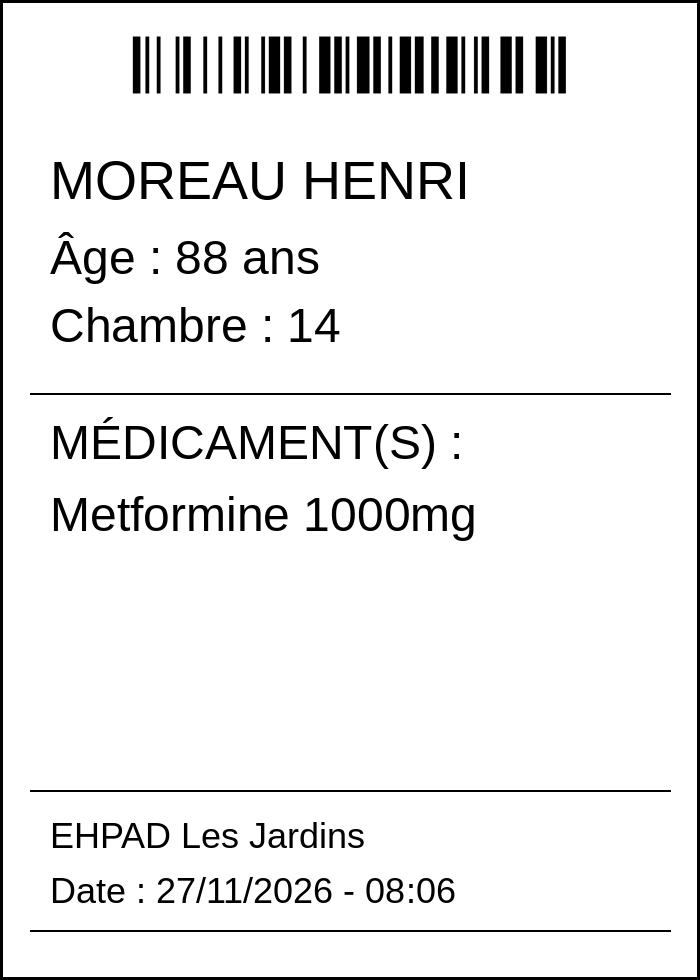 MOREAU HENRI
Âge : 88 ans
Chambre : 14
MÉDICAMENT(S) :
Metformine 1000mg
EHPAD Les Jardins
Date : 27/11/2026 - 08:06